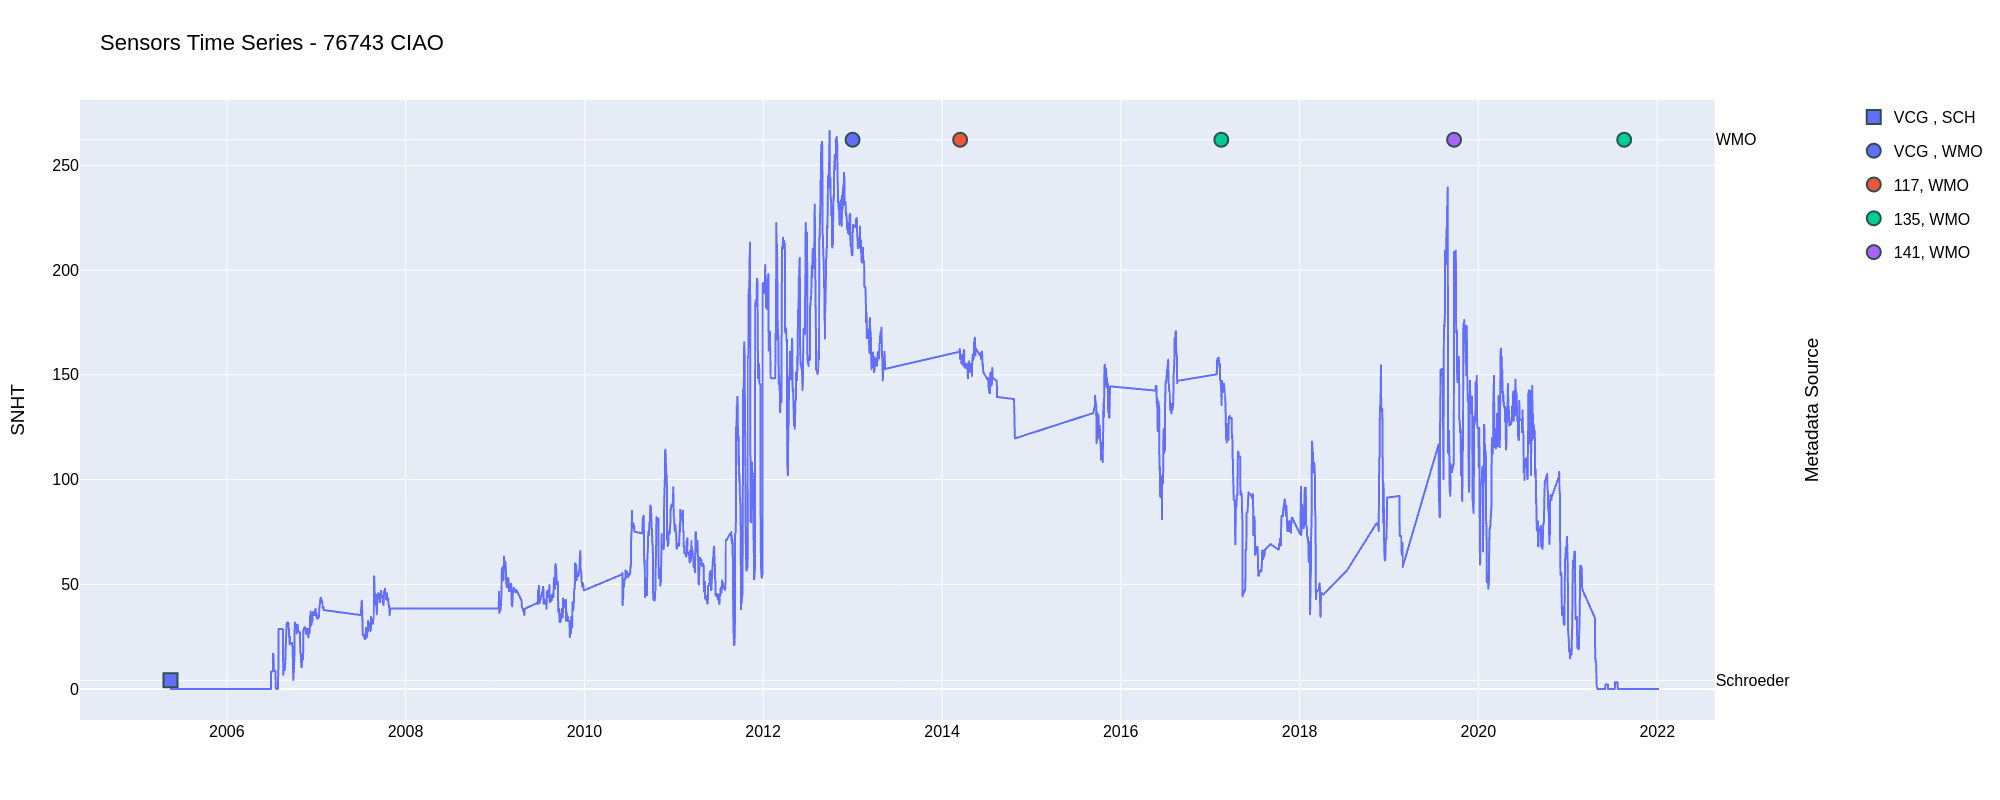 Sensors Time Series - 76743 CIAO
VCG , SCH
VCG , WMO
117, WMO
135, WMO
141, WMO
WMO
Schroeder
Metadata Source
SNHT
250
200
150
100
50
0
2006
2008
2010
2012
2014
2016
2018
2020
2022